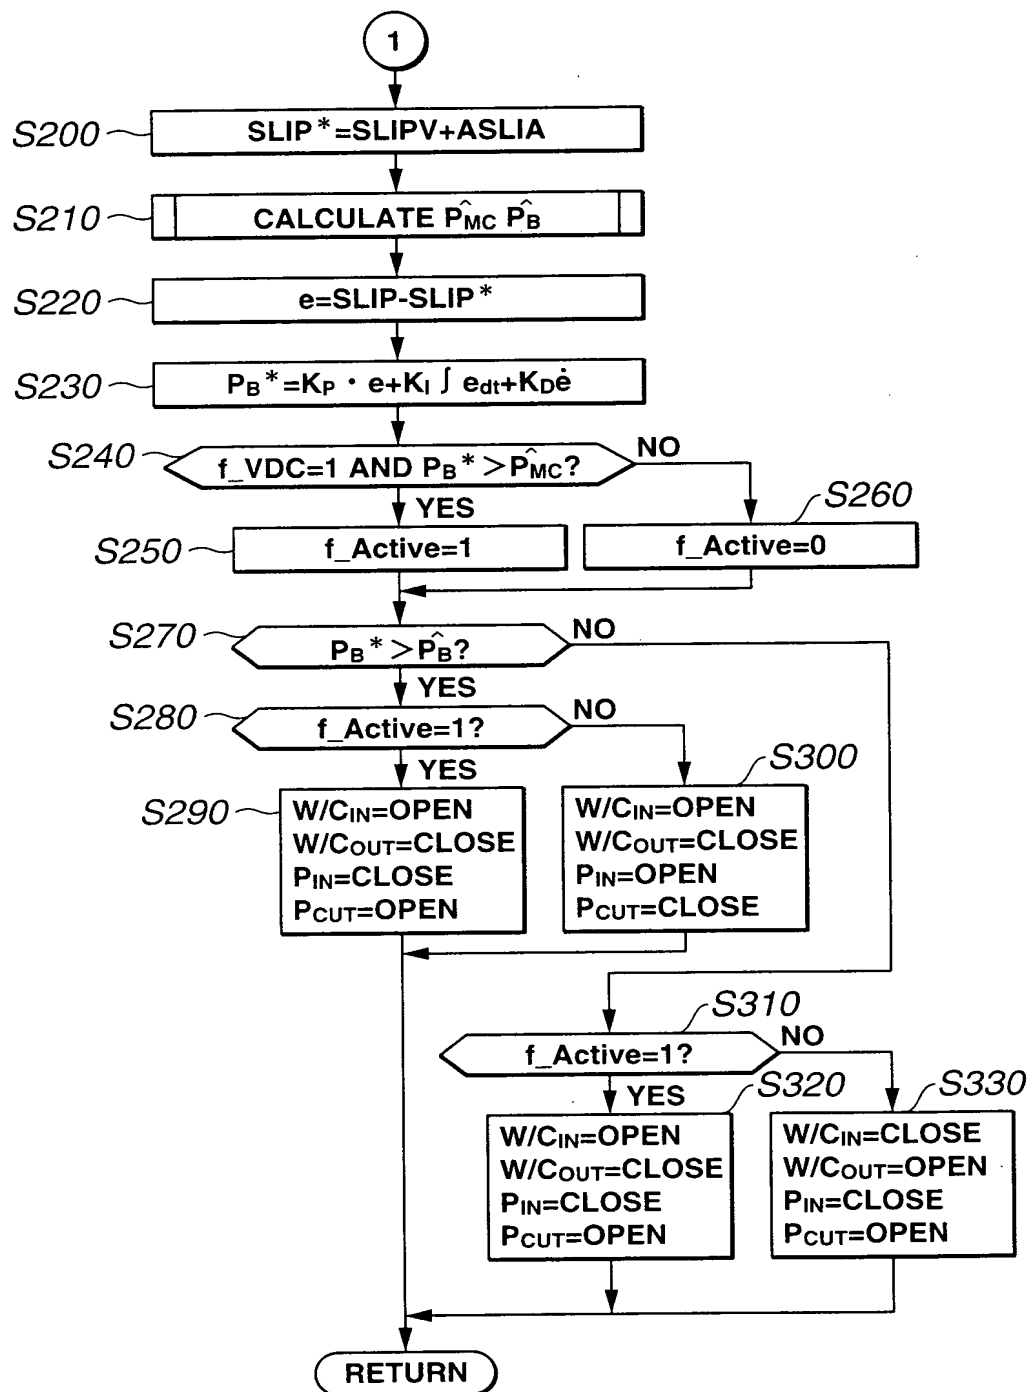 1
S200
SLIP*=SLIPV+ASLIA
S210
CALCULATE P̂MC P̂B
S220
e=SLIP-SLIP*
S230
PB*=KP・e+KI∫edt+KDė
S240
f_VDC=1 AND PB*>P̂MC?
NO
YES
S260
S250
f_Active=1
f_Active=0
S270
PB*>P̂B?
NO
YES
S280
f_Active=1?
NO
YES
S300
S290
W/CIN=OPEN
W/COUT=CLOSE
PIN=CLOSE
PCUT=OPEN
W/CIN=OPEN
W/COUT=CLOSE
PIN=OPEN
PCUT=CLOSE
S310
f_Active=1?
NO
YES
S320
S330
W/CIN=OPEN
W/COUT=CLOSE
PIN=CLOSE
PCUT=OPEN
W/CIN=CLOSE
W/COUT=OPEN
PIN=CLOSE
PCUT=OPEN
RETURN